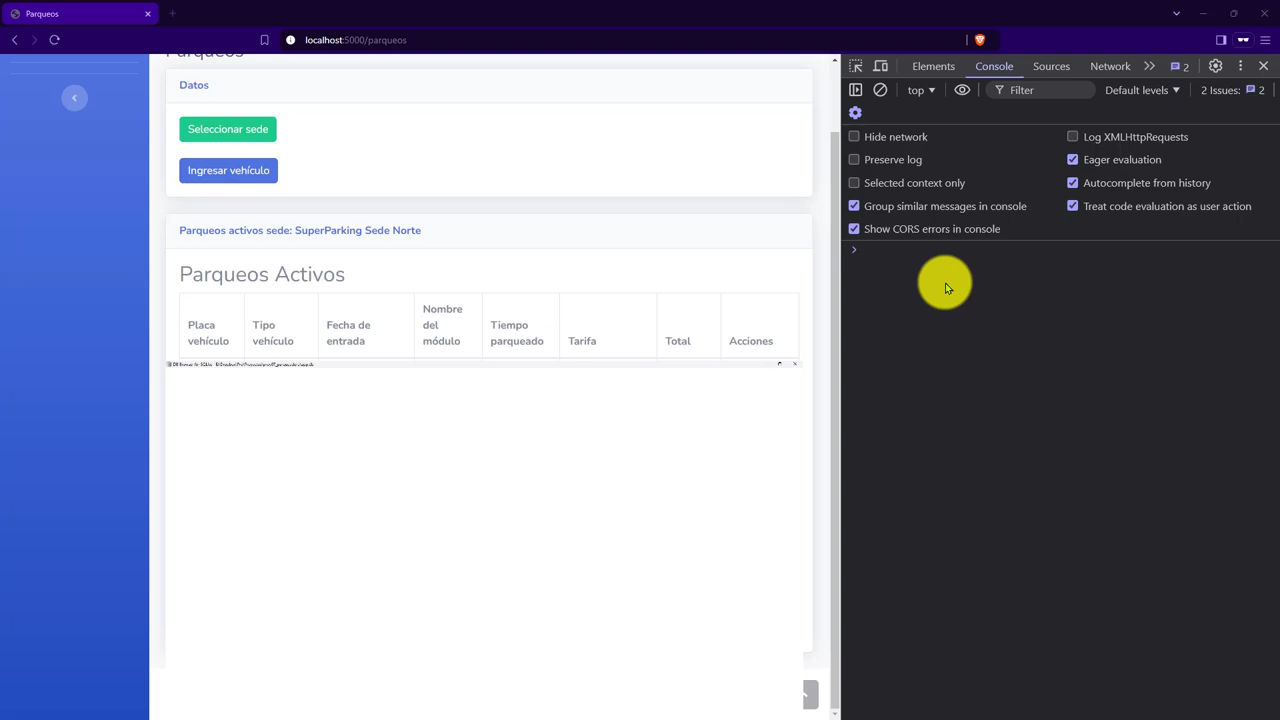 Parqueos
localhost:5000/parqueos
Parqueos
Datos
Seleccionar sede
Ingresar vehículo
Parqueos activos sede: SuperParking Sede Norte
Parqueos Activos
Placa vehículo
Tipo vehículo
Fecha de entrada
Nombre del módulo
Tiempo parqueado
Tarifa
Total
Acciones
Elements
Console
Sources
Network
2
top
Filter
Default levels
2 Issues:
2
Hide network
Log XMLHttpRequests
Preserve log
Eager evaluation
Selected context only
Autocomplete from history
Group similar messages in console
Treat code evaluation as user action
Show CORS errors in console